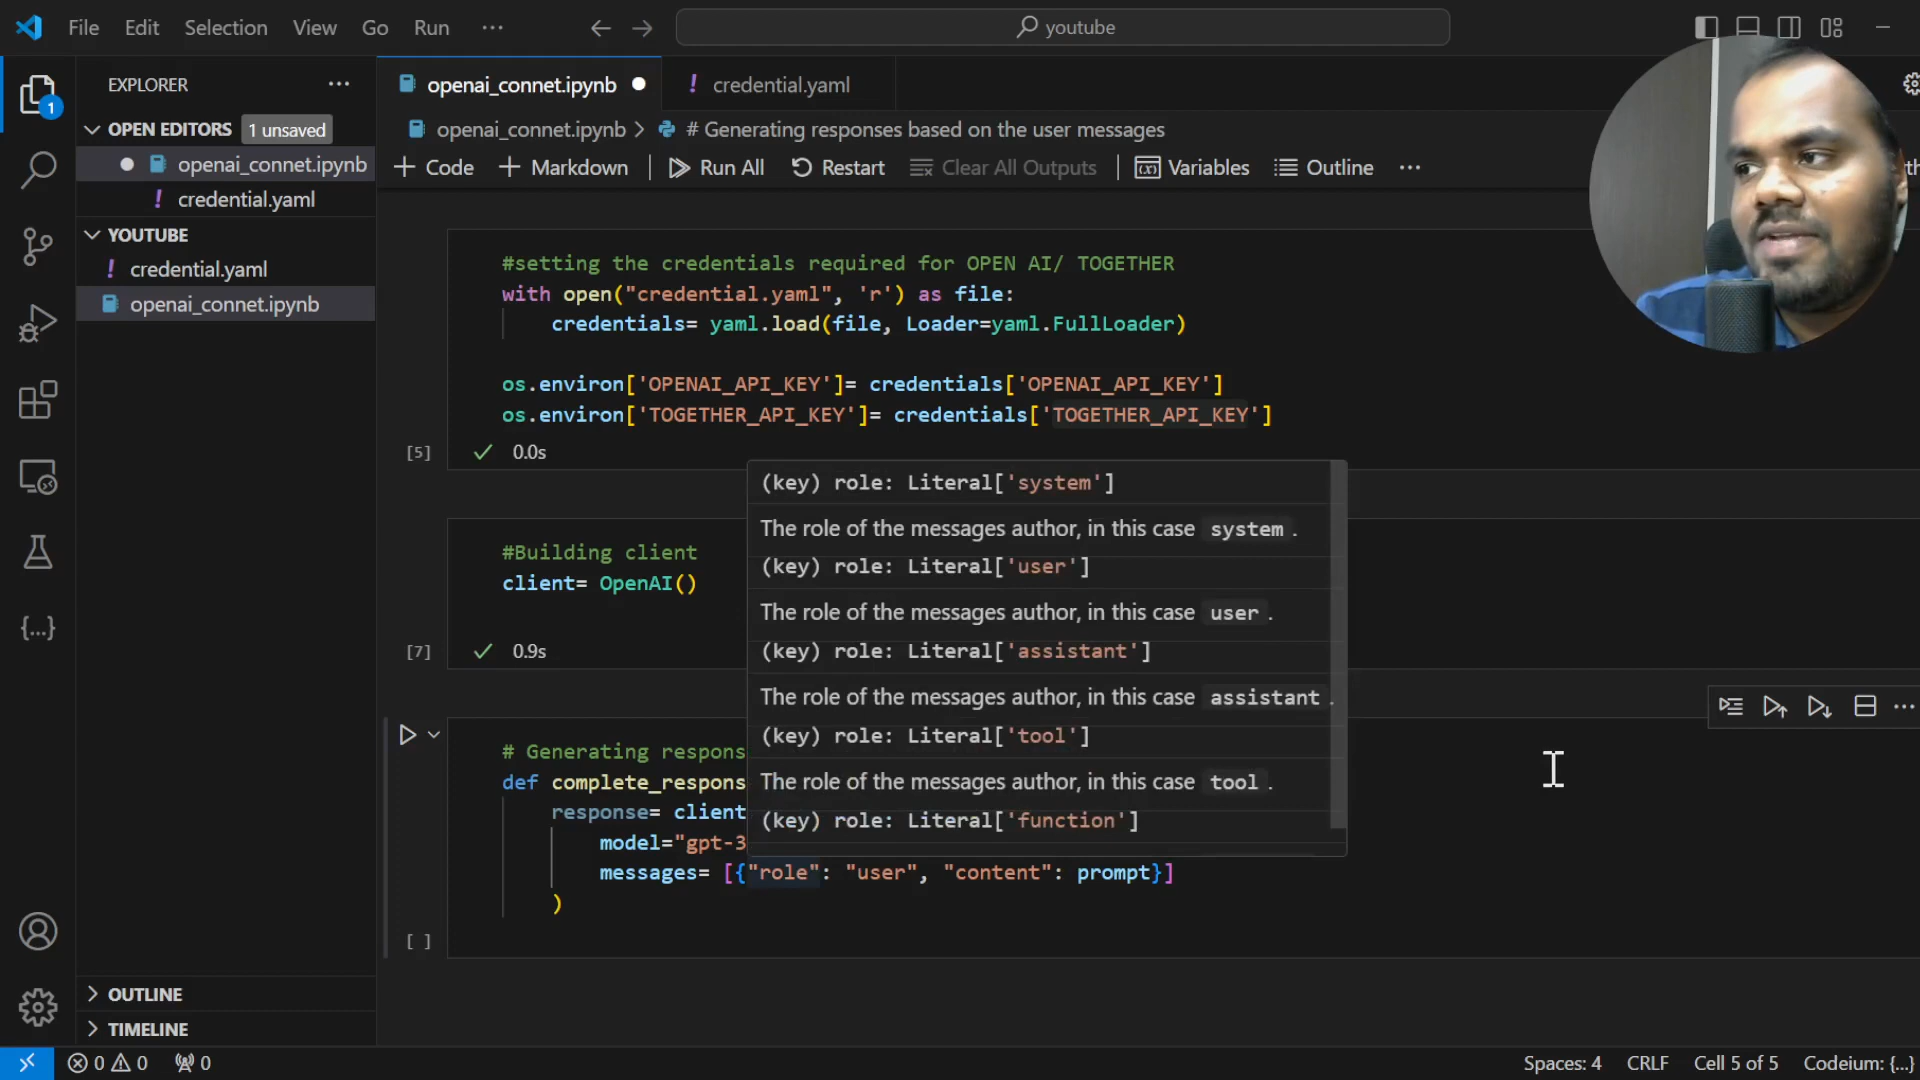 File Edit Selection View Go Run ··· youtube
EXPLORER ···
OPEN EDITORS 1 unsaved
openai_connet.ipynb
! credential.yaml
YOUTUBE
! credential.yaml
openai_connet.ipynb
OUTLINE
TIMELINE
1
openai_connet.ipynb ! credential.yaml
openai_connet.ipynb > # Generating responses based on the user messages
+ Code + Markdown Run All Restart Clear All Outputs Variables Outline ···
#setting the credentials required for OPEN AI/ TOGETHER
with open("credential.yaml", 'r') as file:
credentials= yaml.load(file, Loader=yaml.FullLoader)
os.environ['OPENAI_API_KEY']= credentials['OPENAI_API_KEY']
os.environ['TOGETHER_API_KEY']= credentials['TOGETHER_API_KEY']
[5] 0.0s
#Building client
client= OpenAI()
[7] 0.9s
(key) role: Literal['system']
The role of the messages author, in this case system.
(key) role: Literal['user']
The role of the messages author, in this case user.
(key) role: Literal['assistant']
The role of the messages author, in this case assistant.
(key) role: Literal['tool']
The role of the messages author, in this case tool.
(key) role: Literal['function']
# Generating respons
def complete_respons
response= client
model="gpt-3
messages= [{"role": "user", "content": prompt}]
)
[ ]
0 0 0 Spaces: 4 CRLF Cell 5 of 5 Codeium: {...}